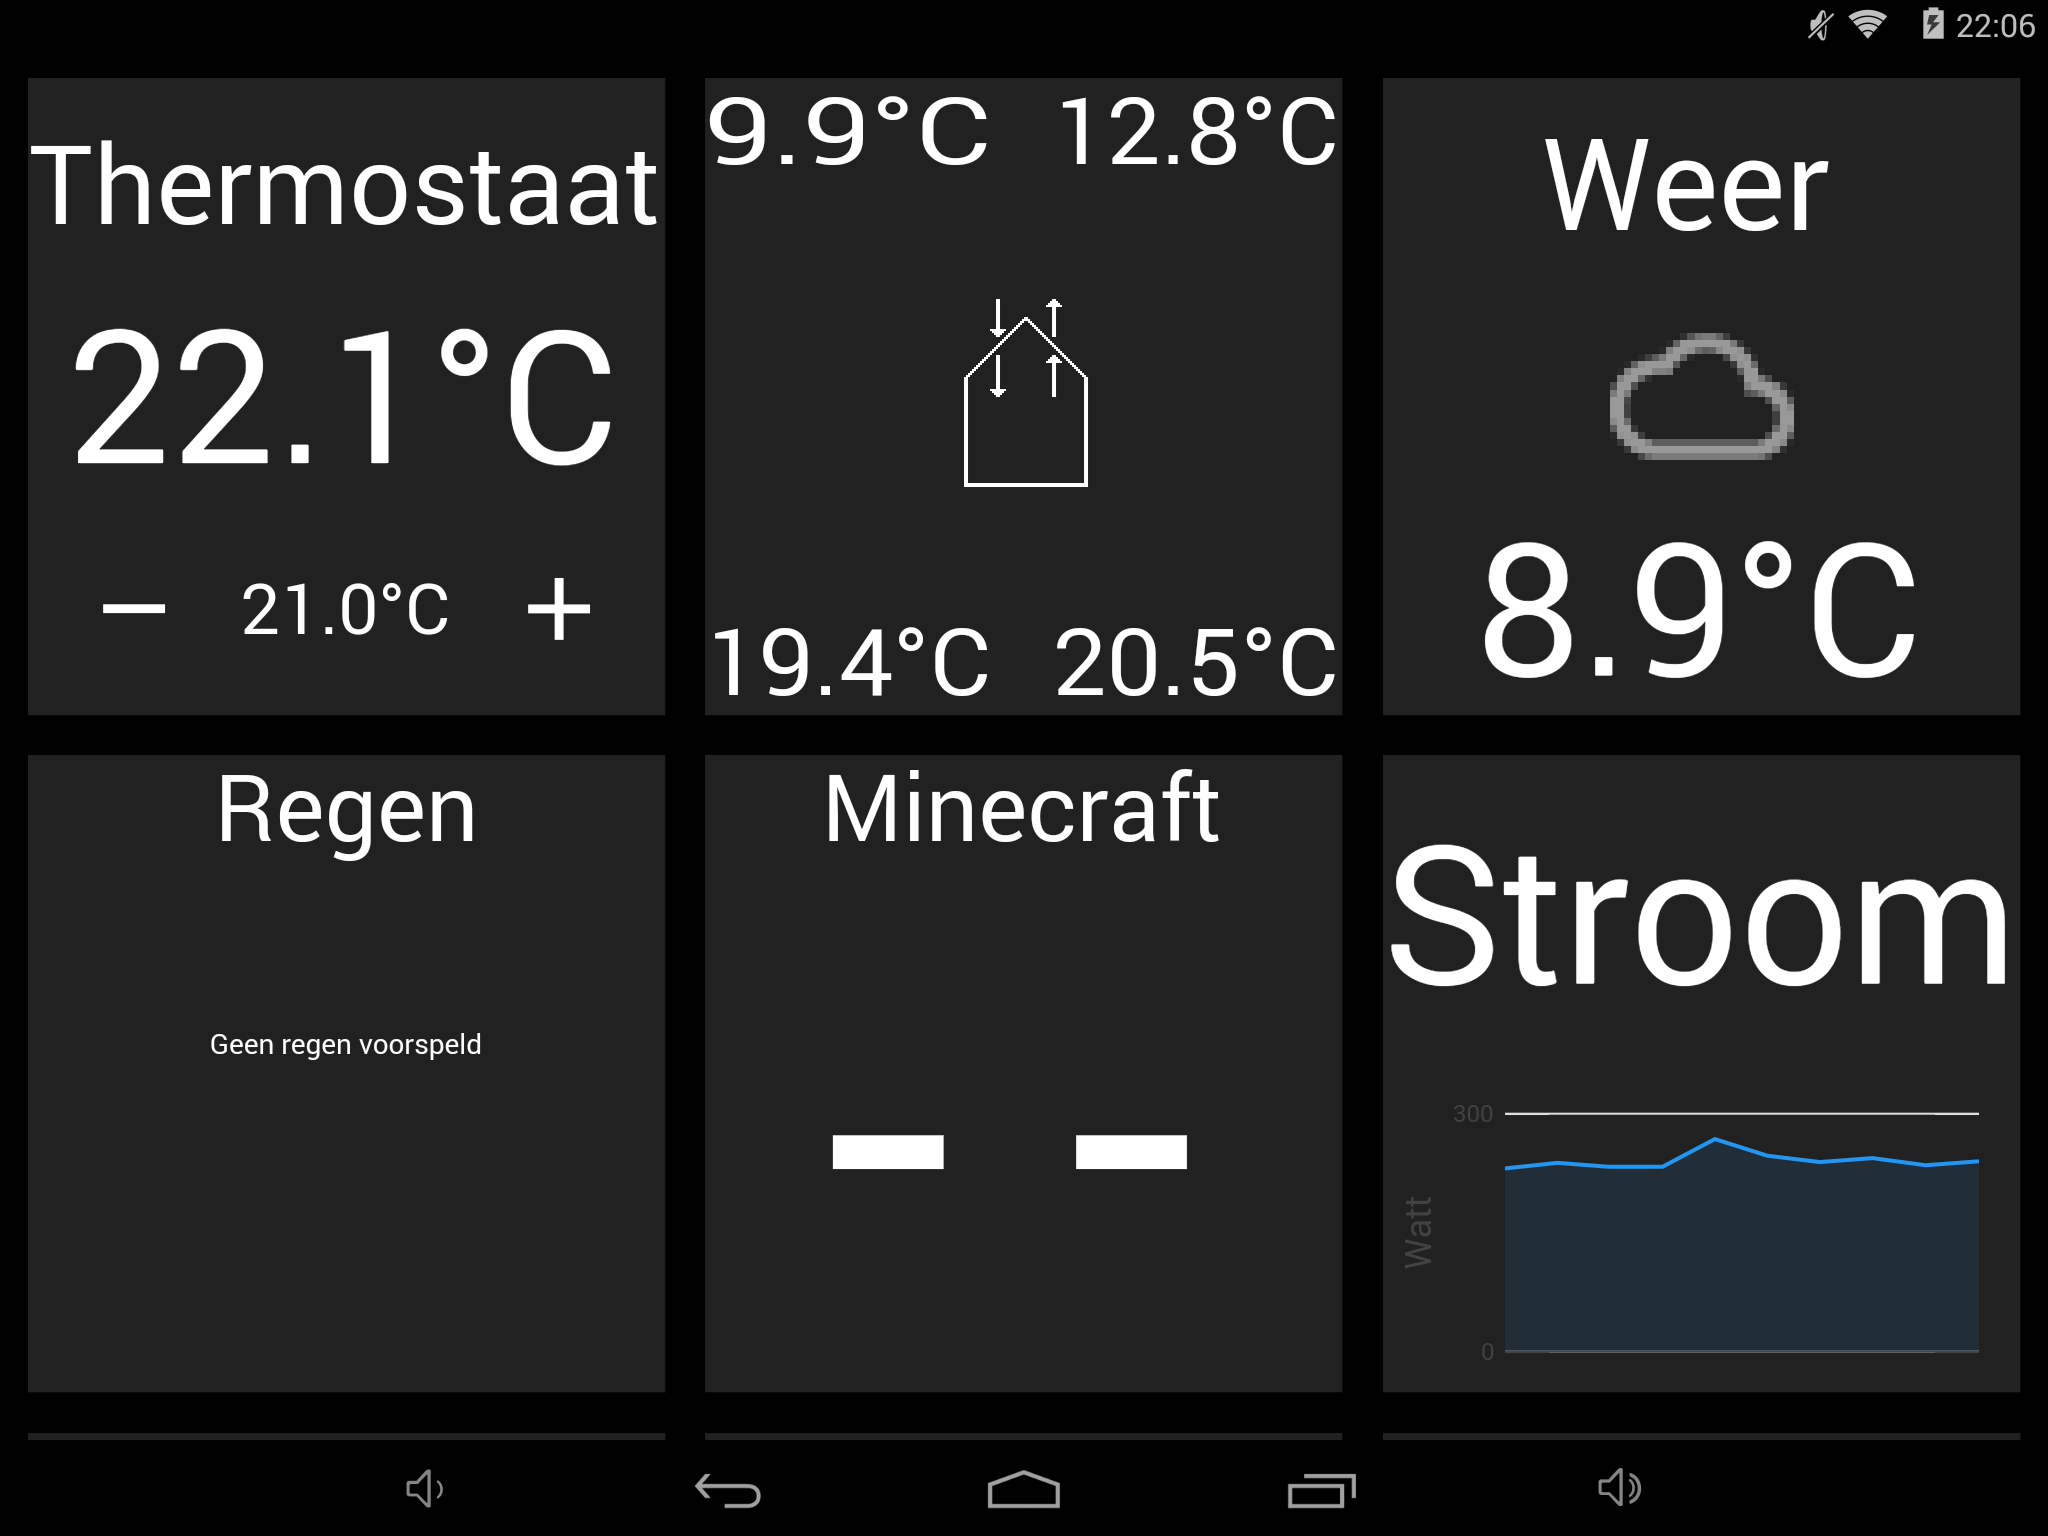 22:06
Thermostaat
22.1°C
− 21.0°C +
9.9°C 12.8°C
19.4°C 20.5°C
Weer
8.9°C
Regen
Geen regen voorspeld
Minecraft
- -
Stroom
300
Watt
0